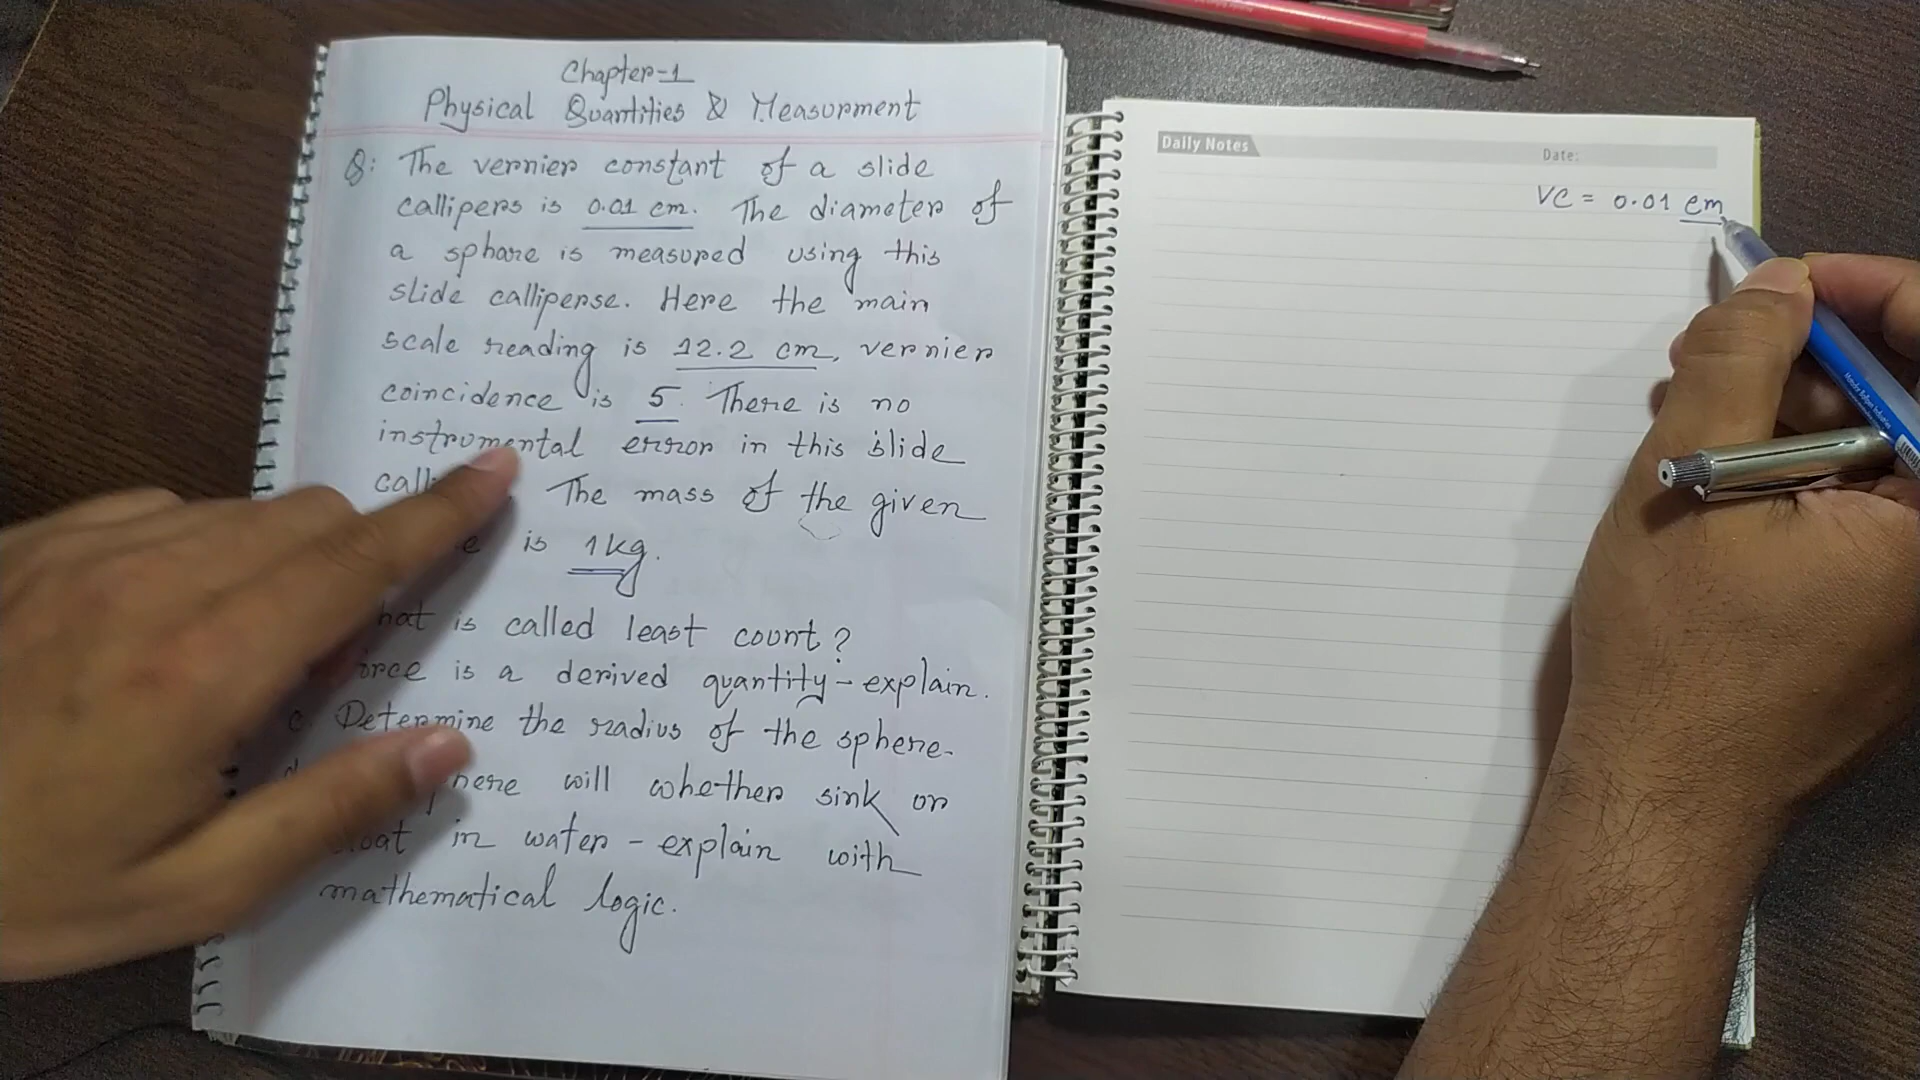 Chapter-1
Physical Quantities & Measurment
Q: The vernier constant of a slide
callipers is 0.01 cm. The diameter of
a sphare is measured using this
slide calliperse. Here the main
scale reading is 12.2 cm, vernier
coincidence is 5. There is no
instrumental error in this slide
The mass of the given
is 1kg.
is called least count?
is a derived quantity - explain.
c. Determine the radius of the sphere.
will whether sink or
in water - explain with
mathematical logic.
Daily Notes
Date:
VC = 0.01 cm